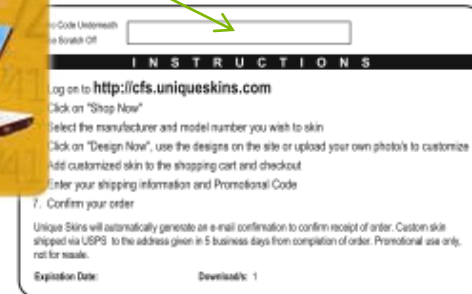 Code Underneath
Scratch Off
INSTRUCTIONS
Log on to http://cfs.uniqueskins.com
Click on "Shop Now"
Select the manufacturer and model number you wish to skin
Click on "Design Now", use the designs on the site or upload your own photo/s to customize
Add customized skin to the shopping cart and checkout
Enter your shipping information and Promotional Code
7. Confirm your order
Unique Skins will automatically generate an e-mail confirmation to confirm receipt of order. Custom skin
shipped via USPS to the address given in 5 business days from completion of order. Promotional use only,
not for resale.
Expiration Date: Download/s: 1